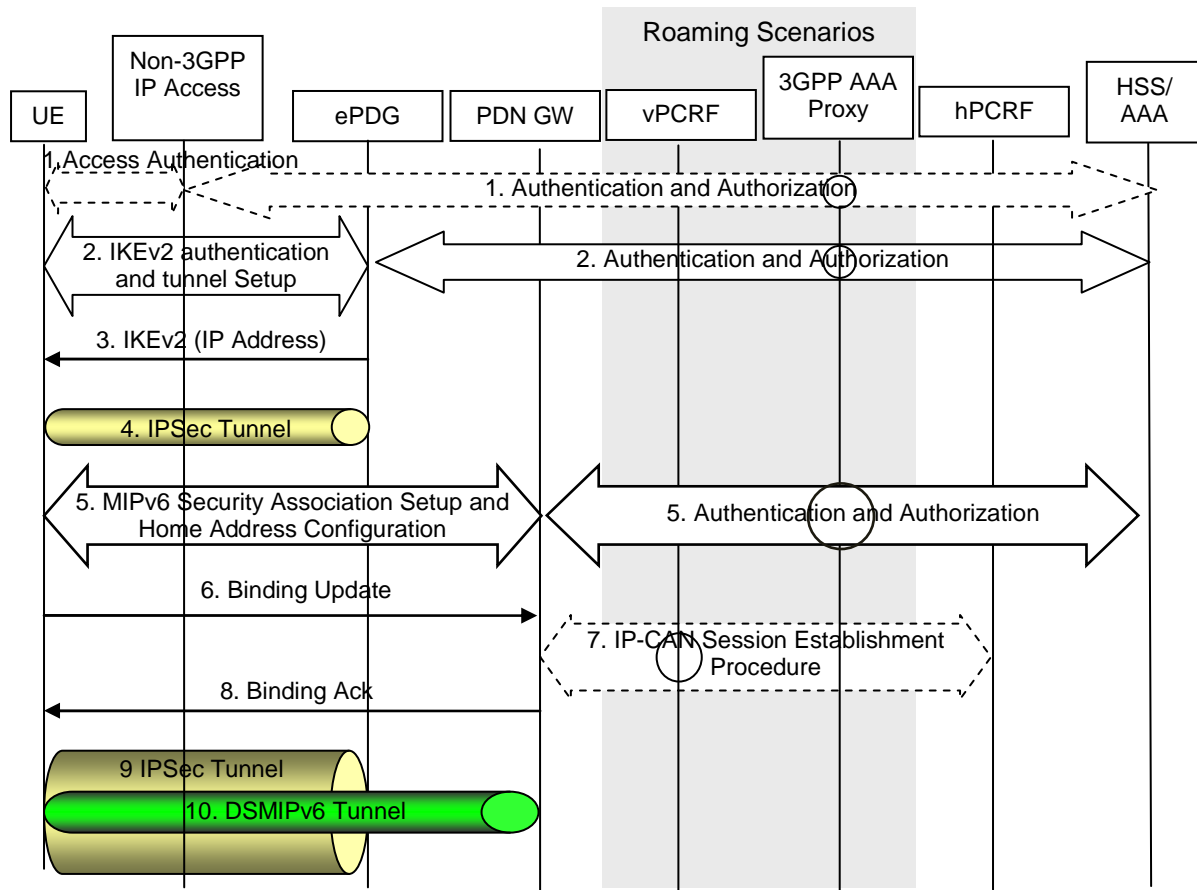 Roaming Scenarios
Non-3GPP
IP Access
3GPP AAA
Proxy
HSS/
AAA
UE
ePDG
PDN GW
vPCRF
hPCRF
1.Access Authentication
1. Authentication and Authorization
2. IKEv2 authentication
and tunnel Setup
2. Authentication and Authorization
3. IKEv2 (IP Address)
4. IPSec Tunnel
5. MIPv6 Security Association Setup and
Home Address Configuration
5. Authentication and Authorization
6. Binding Update
7. IP-CAN Session Establishment
Procedure
8. Binding Ack
9 IPSec Tunnel
10. DSMIPv6 Tunnel